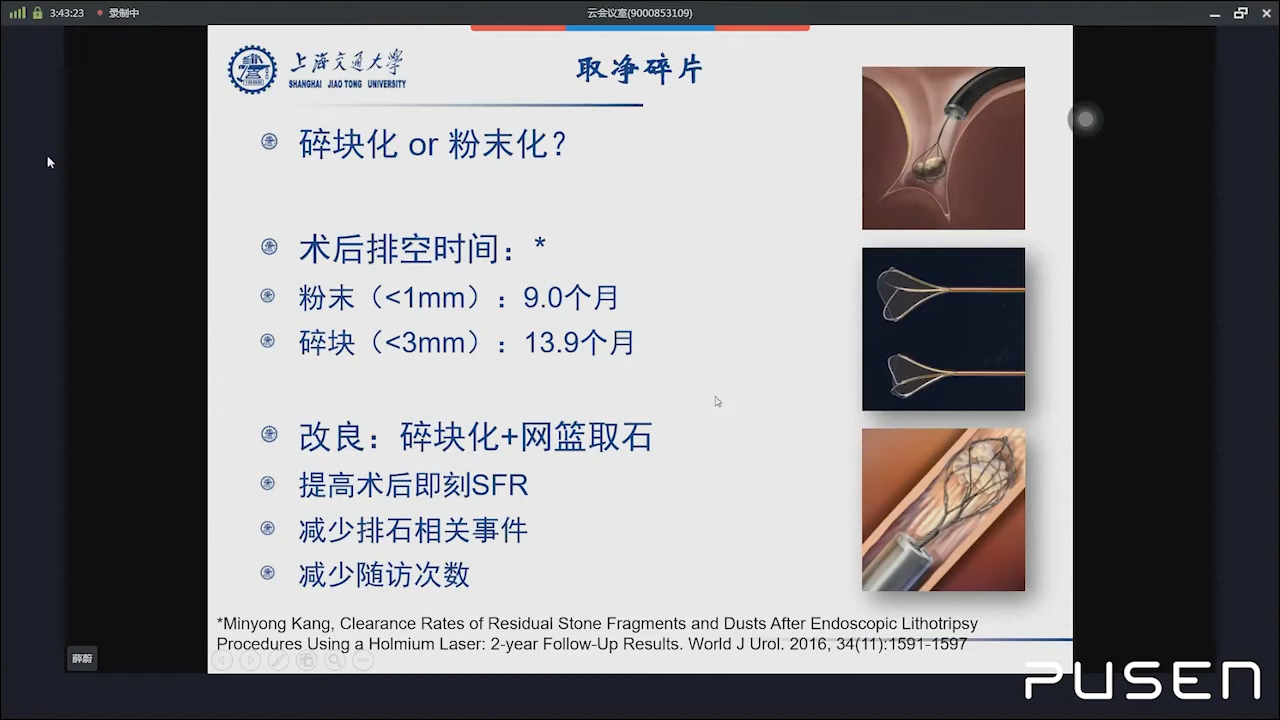 3:43:23 录制中
云会议室(9000853109)
上海交通大學
SHANGHAI JIAO TONG UNIVERSITY
取净碎片
碎块化 or 粉末化？
术后排空时间：*
粉末（<1mm）：9.0个月
碎块（<3mm）：13.9个月
改良：碎块化+网篮取石
提高术后即刻SFR
减少排石相关事件
减少随访次数
*Minyong Kang, Clearance Rates of Residual Stone Fragments and Dusts After Endoscopic Lithotripsy
Procedures Using a Holmium Laser: 2-year Follow-Up Results. World J Urol. 2016, 34(11):1591-1597
薛蔚
PUSEN